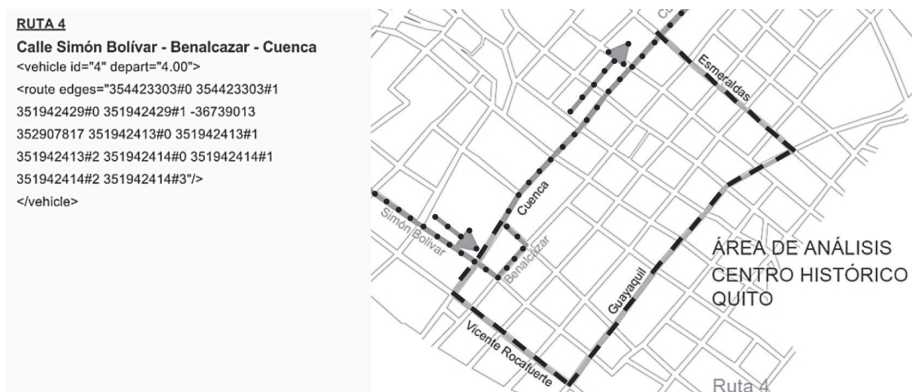 RUTA 4
Calle Simón Bolívar - Benalcazar - Cuenca
<vehicle id="4" depart="4.00">
<route edges="354423303#0 354423303#1
351942429#0 351942429#1 -36739013
352907817 351942413#0 351942413#1
351942413#2 351942414#0 351942414#1
351942414#2 351942414#3"/>
</vehicle>
Esmeraldas
Cuenca
Simón Bolívar
Benalcazar
Guayaquil
Vicente Rocafuerte
ÁREA DE ANÁLISIS
CENTRO HISTÓRICO
QUITO
Ruta 4